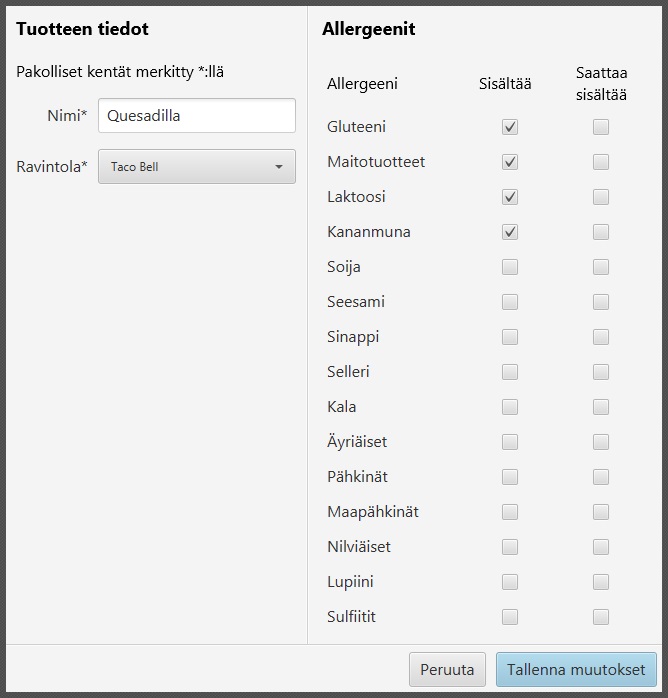 Tuotteen tiedot
Pakolliset kentät merkitty *:llä
Nimi* Quesadilla
Ravintola* Taco Bell
Allergeenit
Allergeeni Sisältää Saattaa
sisältää
Gluteeni
Maitotuotteet
Laktoosi
Kananmuna
Soija
Seesami
Sinappi
Selleri
Kala
Äyriäiset
Pähkinät
Maapähkinät
Nilviäiset
Lupiini
Sulfiitit
Peruuta Tallenna muutokset